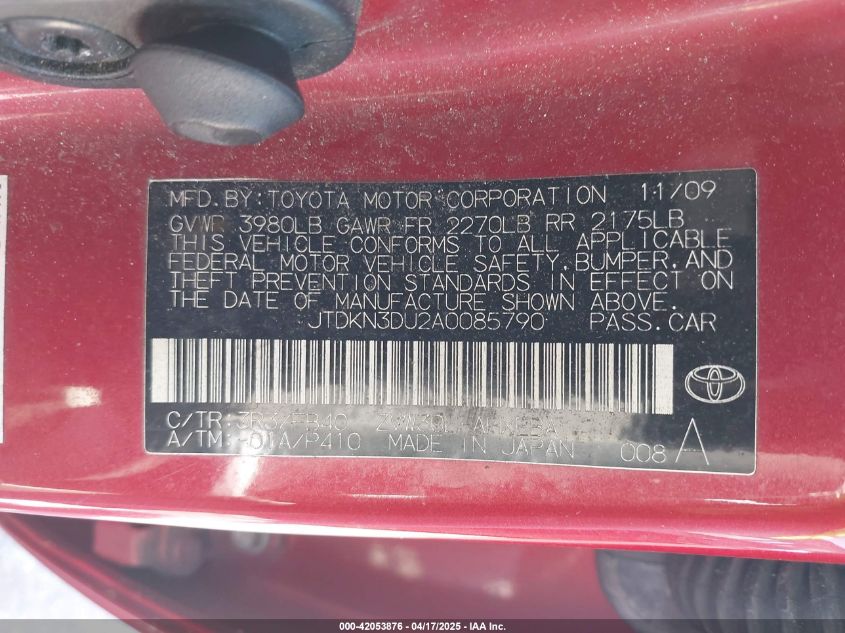 MFD.BY:TOYOTA MOTOR CORPORATION 11/09
GVWR 3980LB GAWR FR 2270LB RR 2175LB
THIS VEHICLE CONFORMS TO ALL APPLICABLE
FEDERAL MOTOR VEHICLE SAFETY,BUMPER,AND
THEFT PREVENTION STANDARDS IN EFFECT ON
THE DATE OF MANUFACTURE SHOWN ABOVE.
JTDKN3DU2A0085790 PASS.CAR
C/TR:3R3/FB40 ZVW30L
A/TM:-01A/P410 MADE IN JAPAN 008 A
000-42053876 - 04/17/2025 - IAA Inc.